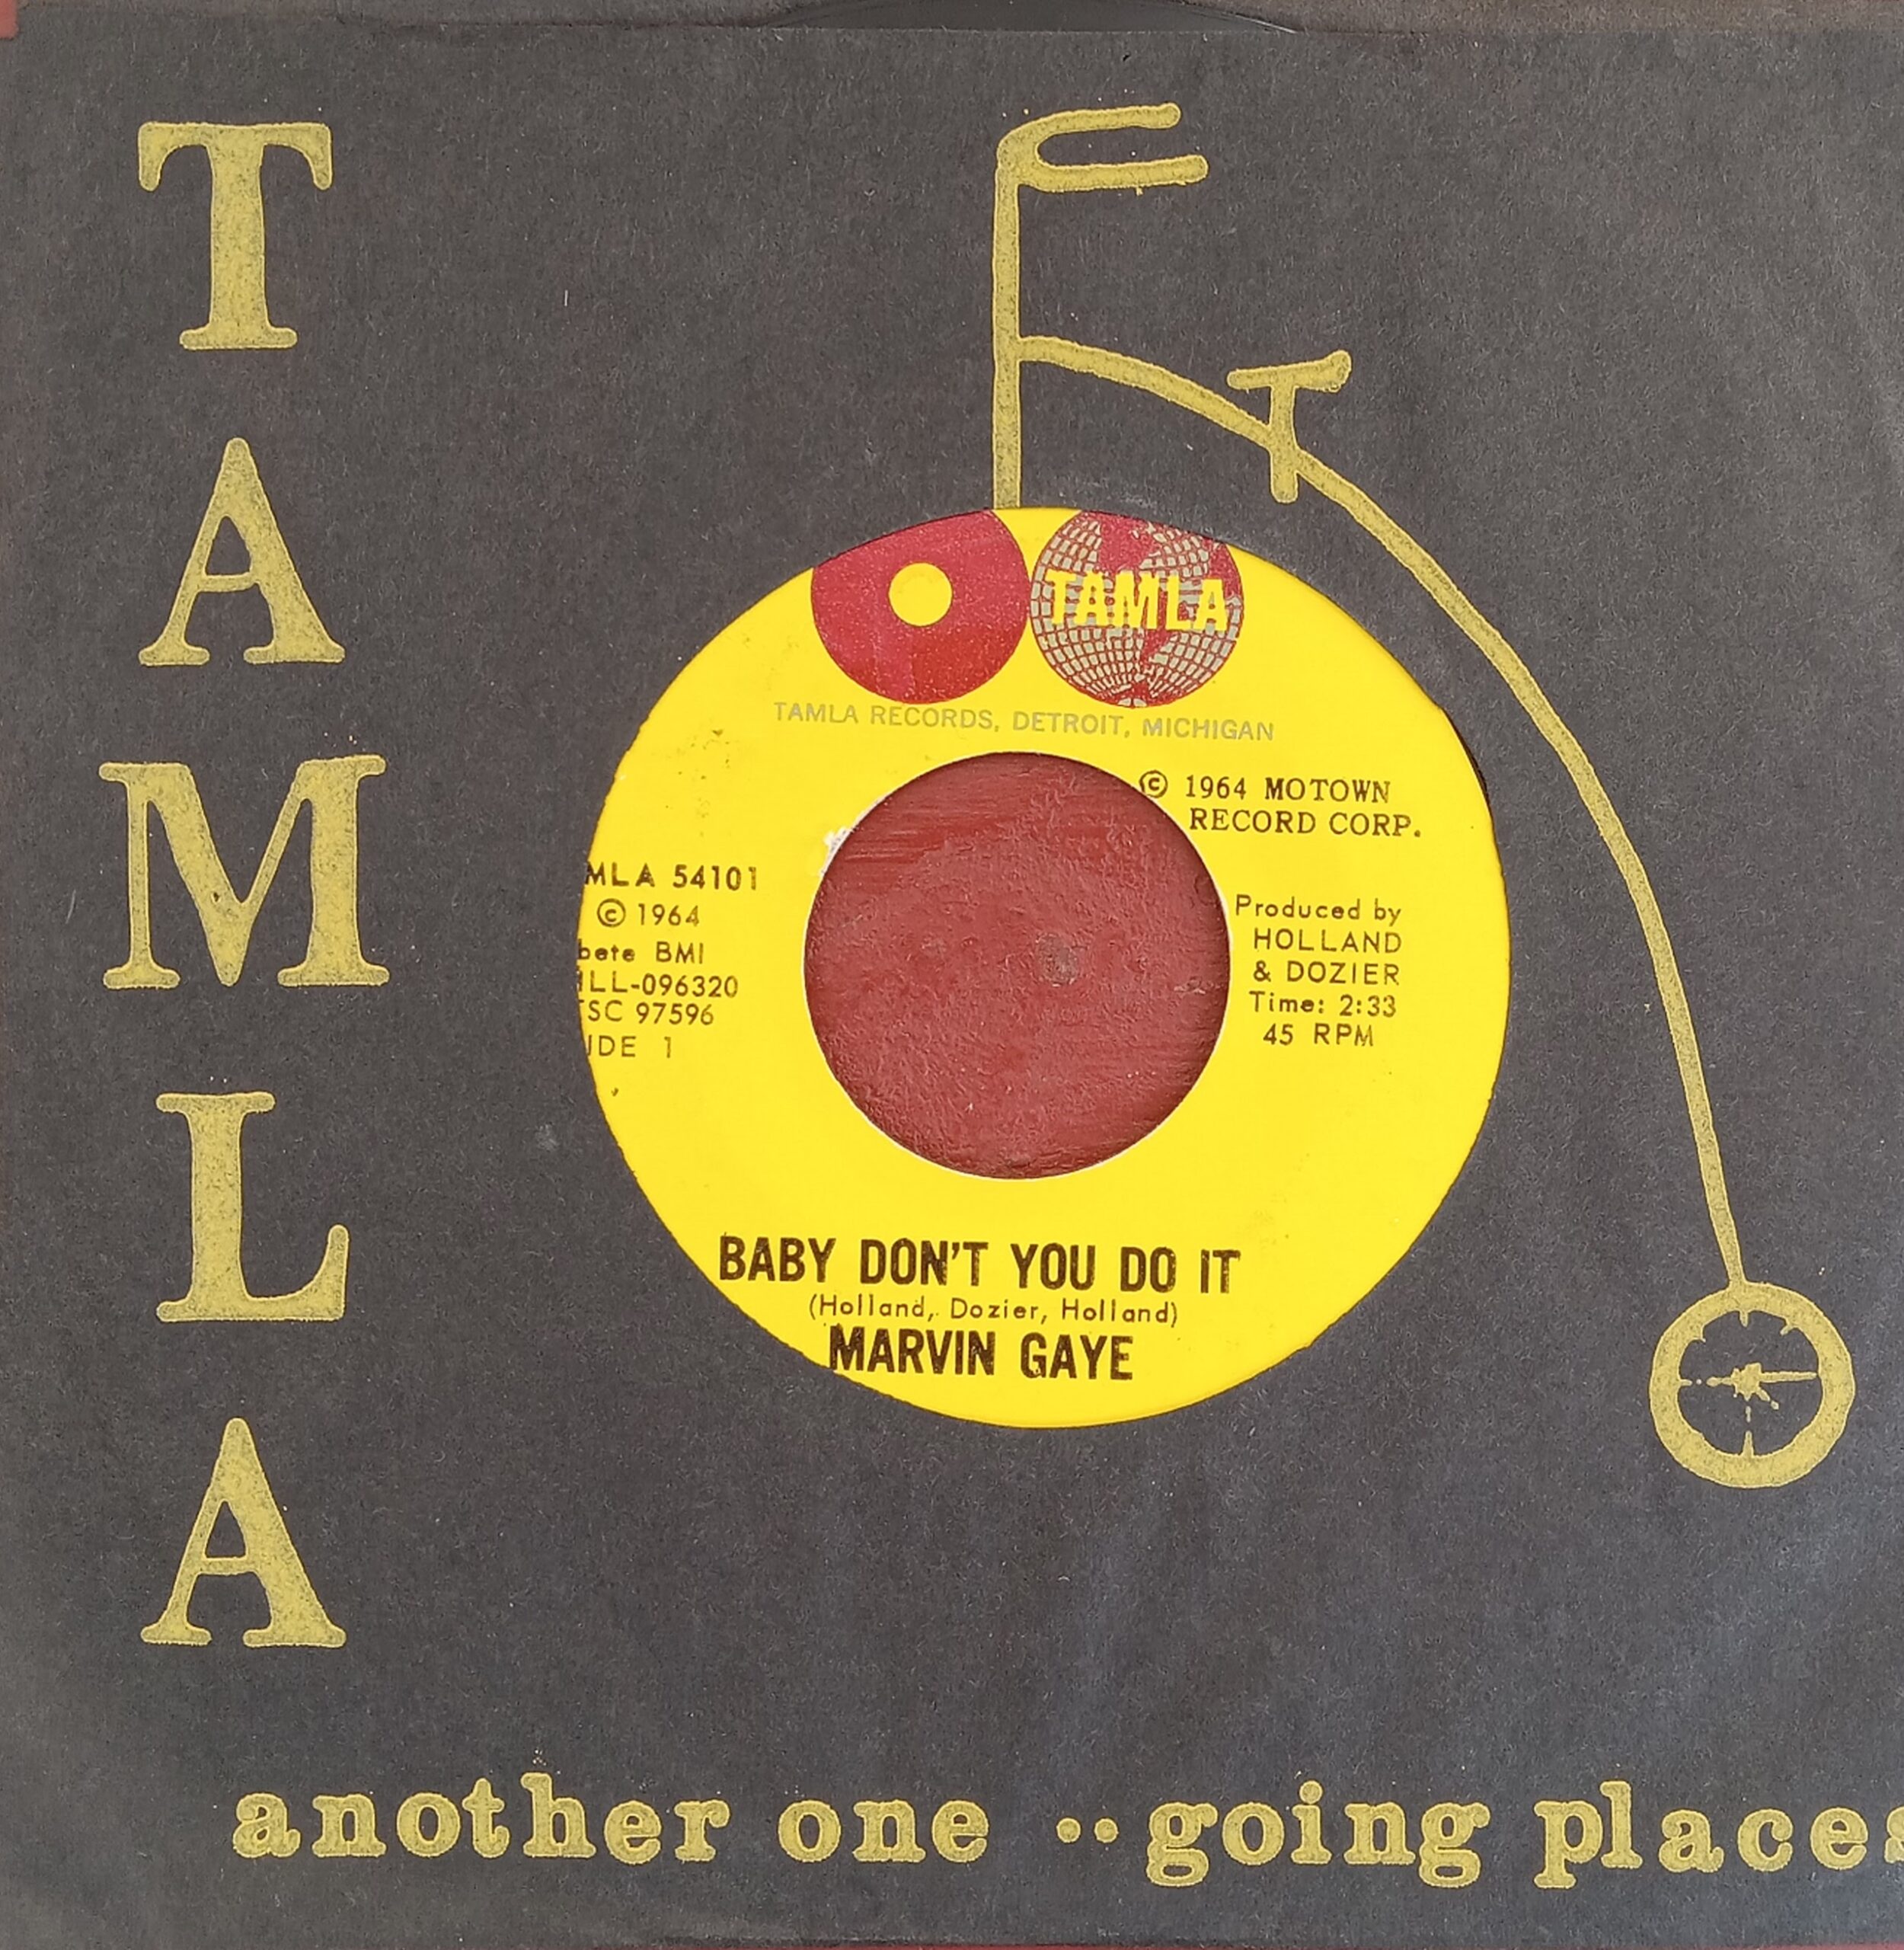 TAMLA
TAMLA
TAMLA RECORDS, DETROIT, MICHIGAN
© 1964 MOTOWN
RECORD CORP.
MLA 54101
© 1964
bete BMI
LL-096320
SC 97596
IDE 1
Produced by
HOLLAND
& DOZIER
Time: 2:33
45 RPM
BABY DON'T YOU DO IT
(Holland, Dozier, Holland)
MARVIN GAYE
another one ..going places